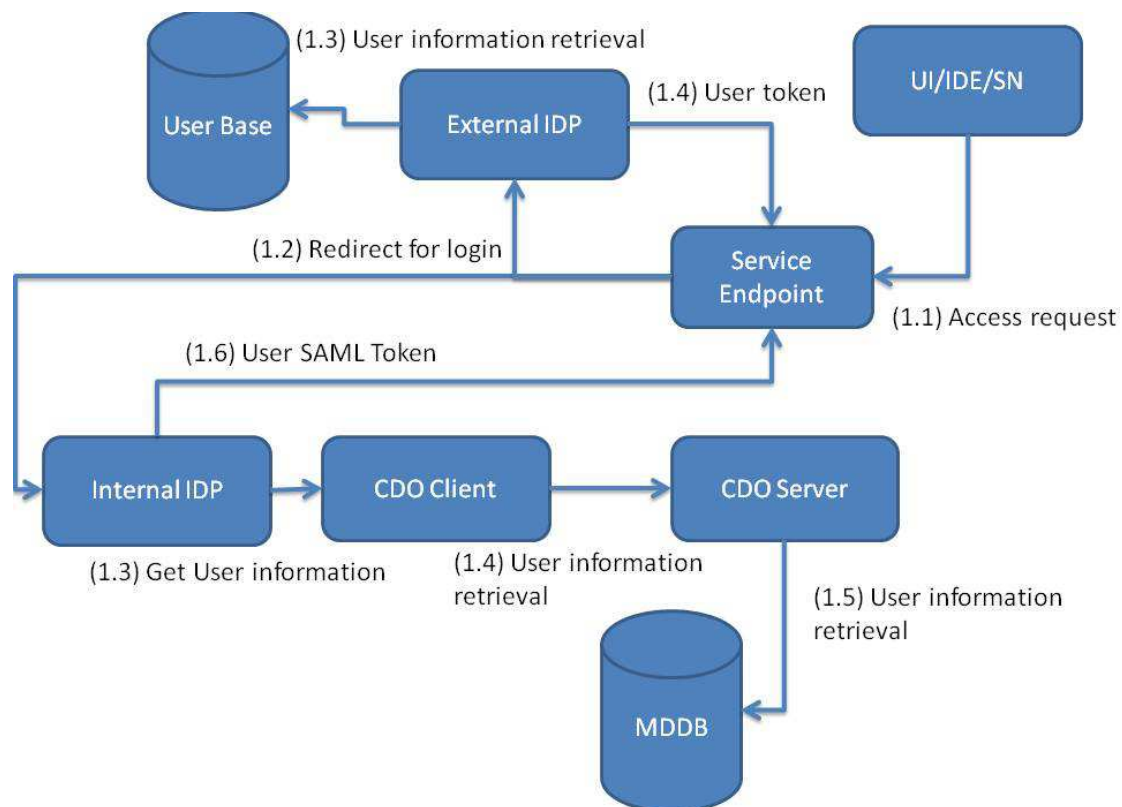 (1.3) User information retrieval
UI/IDE/SN
(1.4) User token
User Base
External IDP
(1.2) Redirect for login
Service
Endpoint
(1.1) Access request
(1.6) User SAML Token
Internal IDP
CDO Client
CDO Server
(1.3) Get User information
(1.4) User information
retrieval
(1.5) User information
retrieval
MDDB